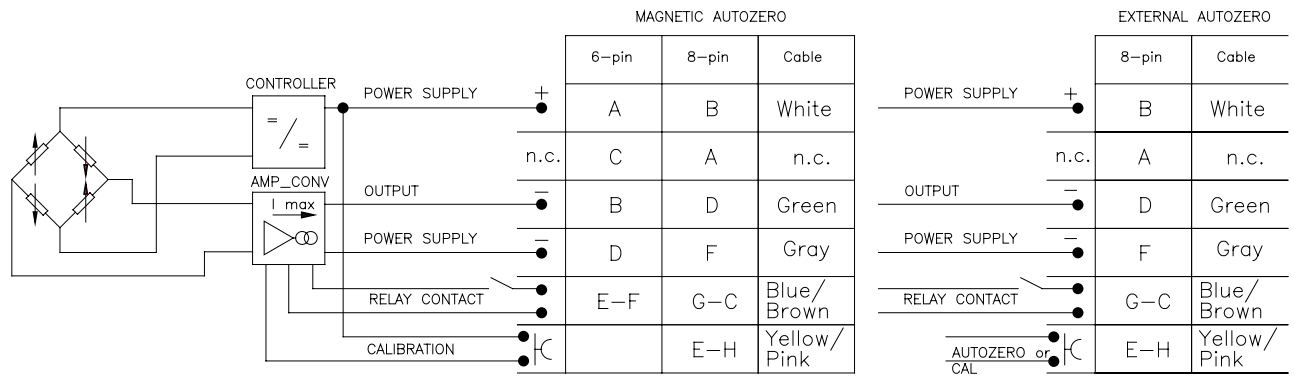 MAGNETIC AUTOZERO EXTERNAL AUTOZERO
6-pin 8-pin Cable 8-pin Cable
CONTROLLER
POWER SUPPLY + A B White POWER SUPPLY + B White
= / =
n.c. C A n.c. n.c. A n.c.
AMP_CONV
I max
OUTPUT - B D Green OUTPUT - D Green
POWER SUPPLY - D F Gray POWER SUPPLY - F Gray
RELAY CONTACT E-F G-C Blue/ RELAY CONTACT G-C Blue/
Brown Brown
CALIBRATION E-H Yellow/ AUTOZERO or E-H Yellow/
Pink CAL Pink